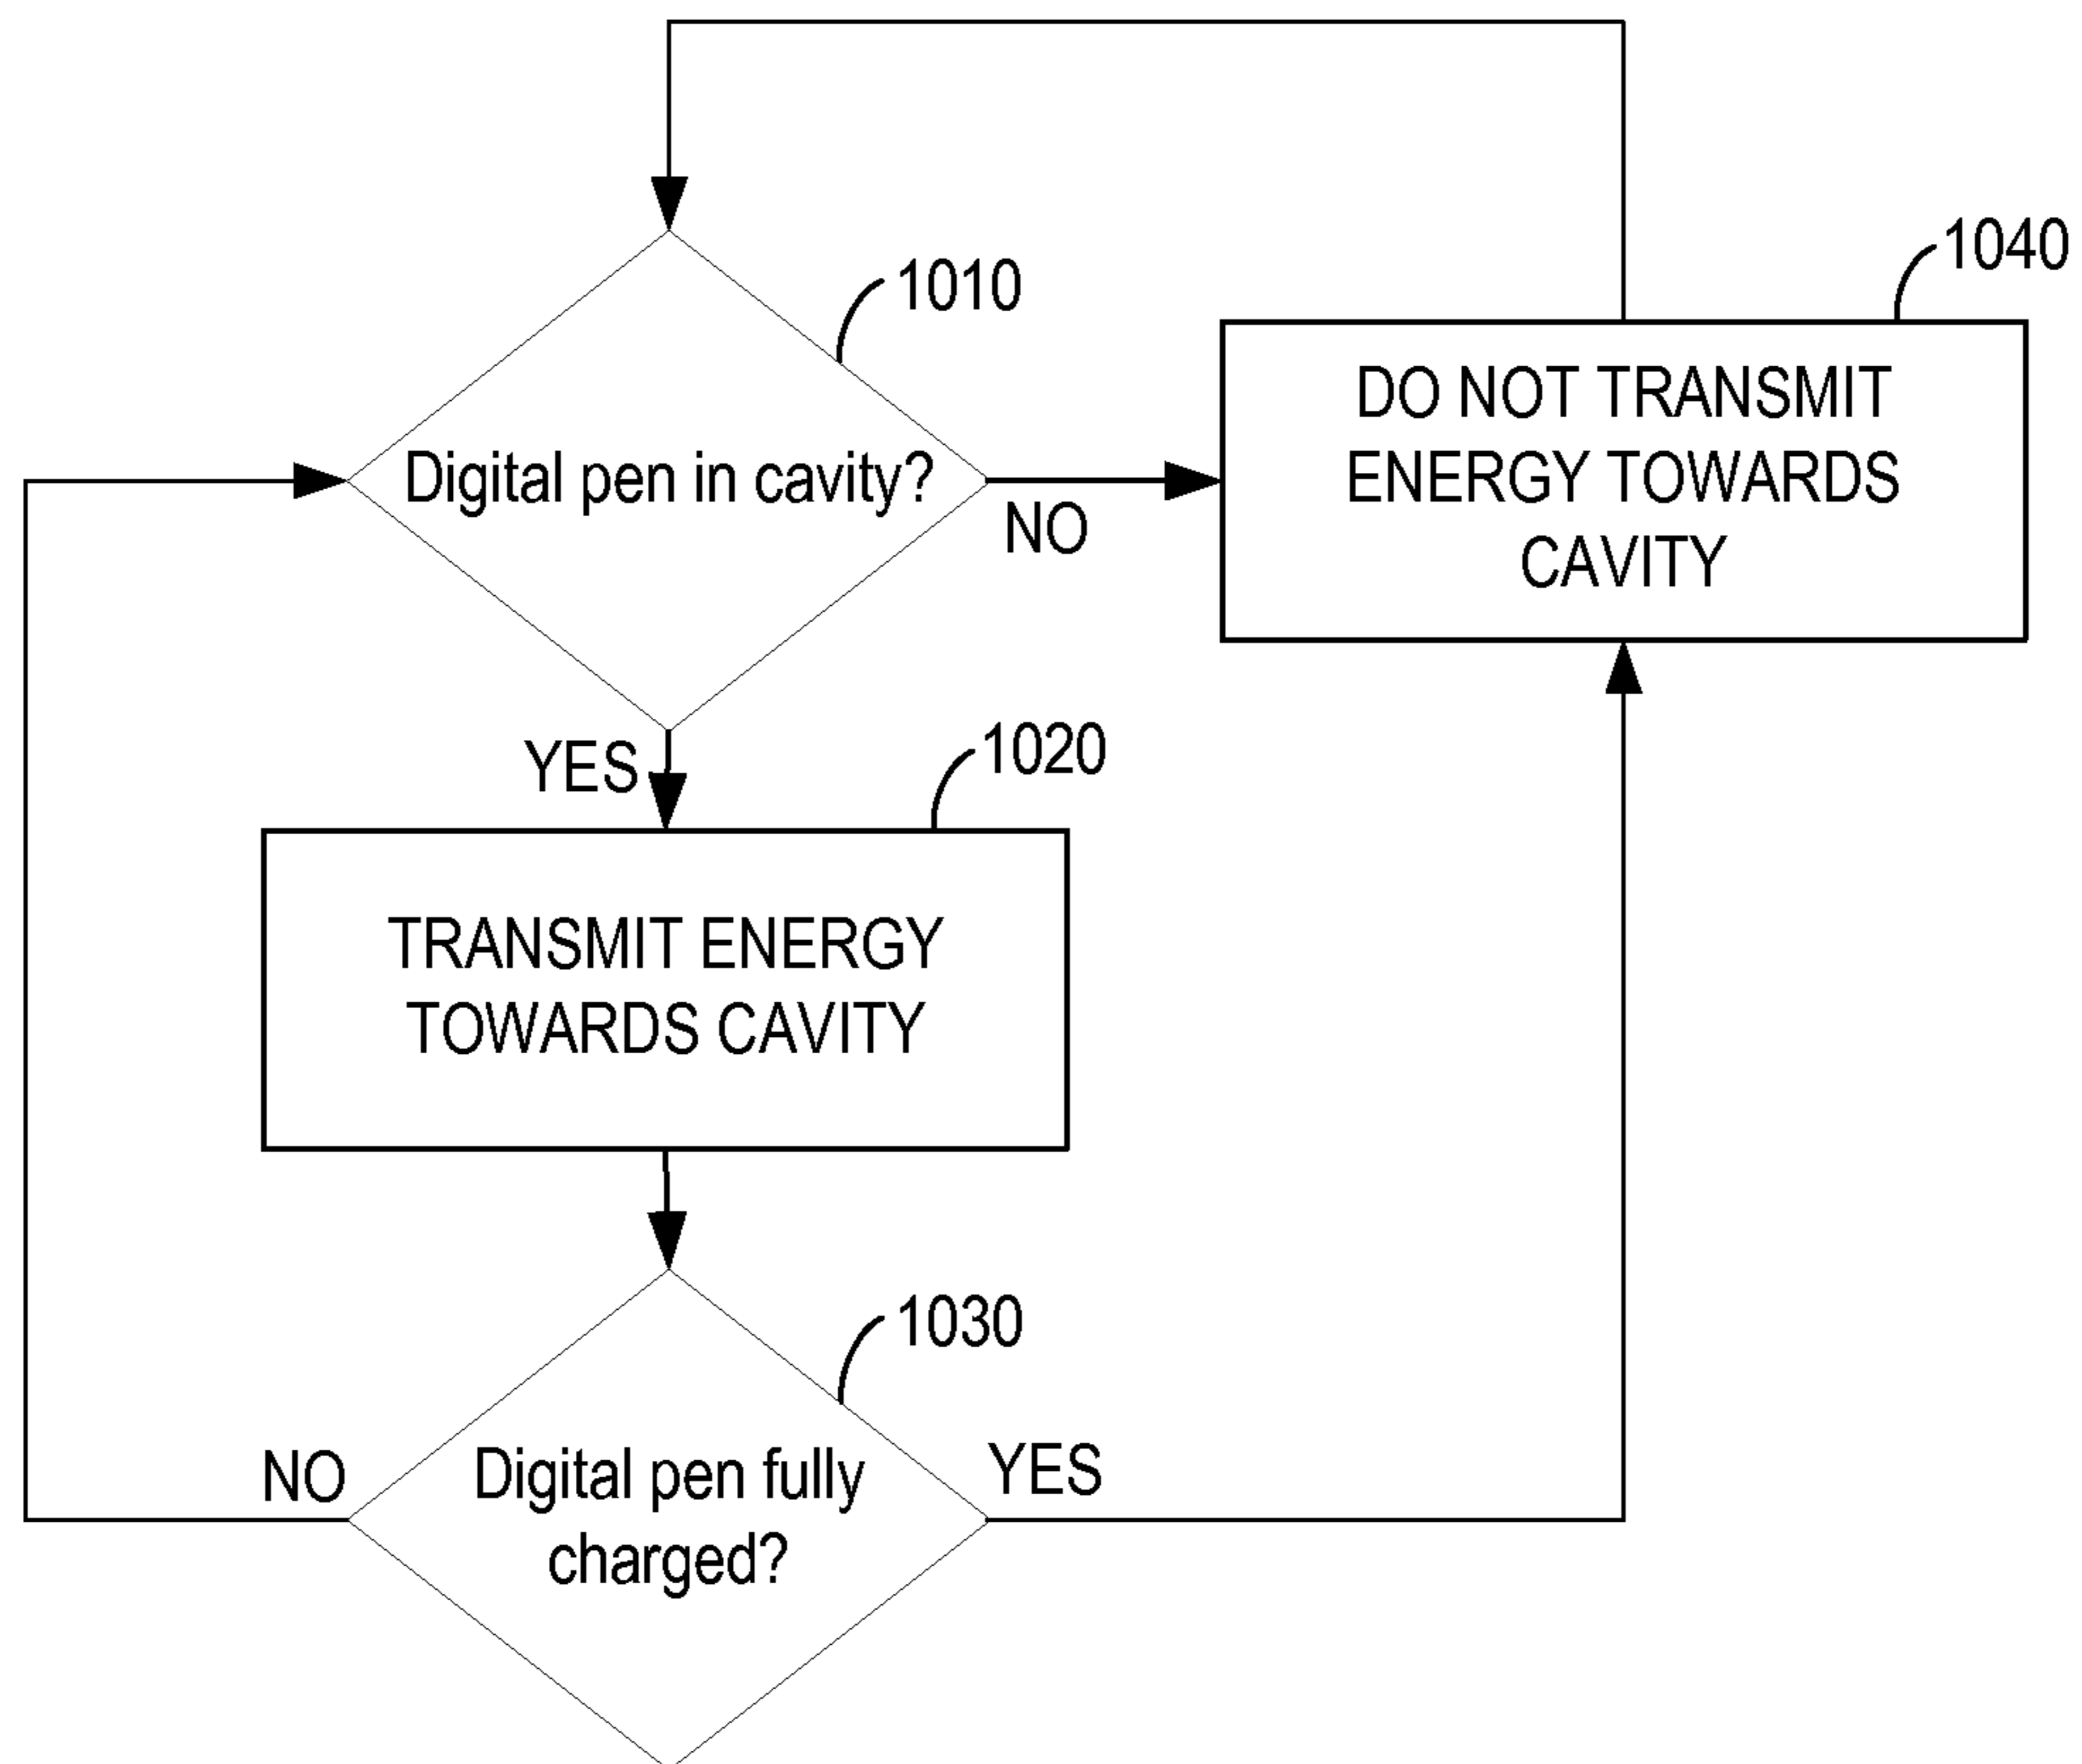 1010
1040
DO NOT TRANSMIT
ENERGY TOWARDS
CAVITY
Digital pen in cavity?
NO
YES
1020
TRANSMIT ENERGY
TOWARDS CAVITY
1030
NO
Digital pen fully
charged?
YES